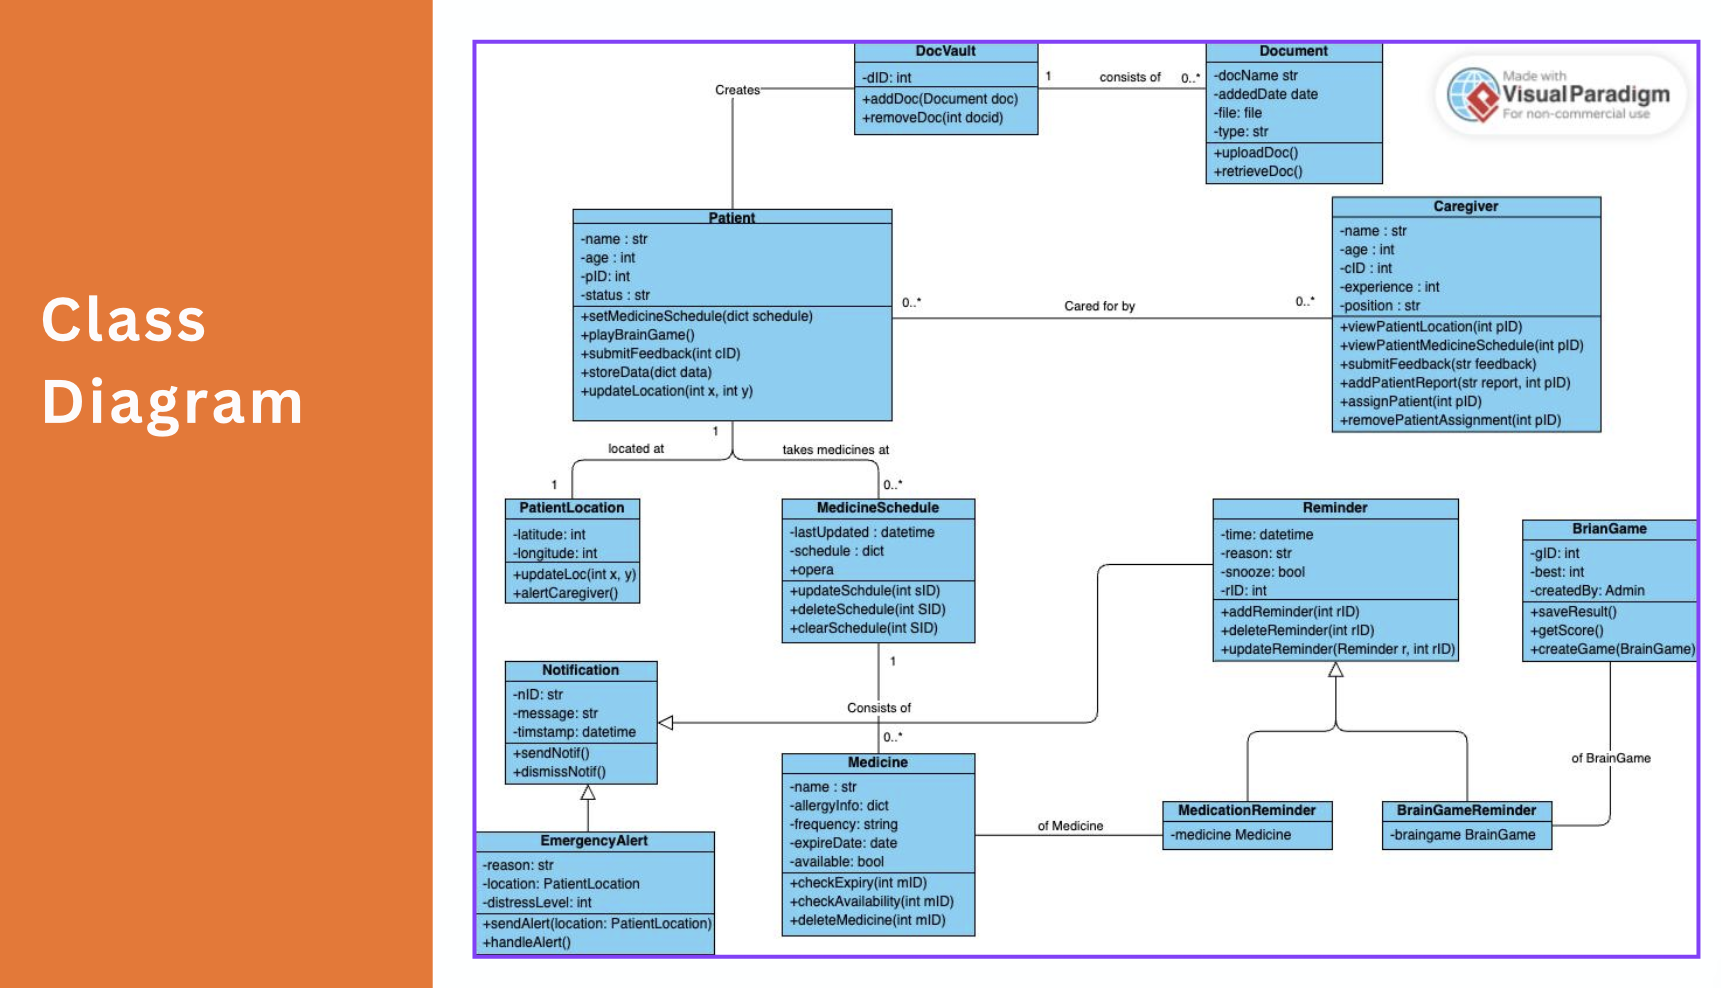 Class
Diagram
DocVault
-dID: int
+addDoc(Document doc)
+removeDoc(int docid)
1
consists of
0..*
Document
-docName str
-addedDate date
-file: file
-type: str
+uploadDoc()
+retrieveDoc()
Made with
Visual Paradigm
For non-commercial use
Creates
Patient
-name : str
-age : int
-pID: int
-status : str
+setMedicineSchedule(dict schedule)
+playBrainGame()
+submitFeedback(int cID)
+storeData(dict data)
+updateLocation(int x, int y)
0..*
Cared for by
0..*
Caregiver
-name : str
-age : int
-cID : int
-experience : int
-position : str
+viewPatientLocation(int pID)
+viewPatientMedicineSchedule(int pID)
+submitFeedback(str feedback)
+addPatientReport(str report, int pID)
+assignPatient(int pID)
+removePatientAssignment(int pID)
1
located at
takes medicines at
1
0..*
PatientLocation
-latitude: int
-longitude: int
+updateLoc(int x, y)
+alertCaregiver()
MedicineSchedule
-lastUpdated : datetime
-schedule : dict
+opera
+updateSchdule(int sID)
+deleteSchedule(int SID)
+clearSchedule(int SID)
Reminder
-time: datetime
-reason: str
-snooze: bool
-rID: int
+addReminder(int rID)
+deleteReminder(int rID)
+updateReminder(Reminder r, int rID)
BrianGame
-gID: int
-best: int
-createdBy: Admin
+saveResult()
+getScore()
+createGame(BrainGame)
1
Consists of
0..*
Notification
-nID: str
-message: str
-timstamp: datetime
+sendNotif()
+dismissNotif()
Medicine
-name : str
-allergyInfo: dict
-frequency: string
-expireDate: date
-available: bool
+checkExpiry(int mID)
+checkAvailability(int mID)
+deleteMedicine(int mID)
of Medicine
of BrainGame
MedicationReminder
-medicine Medicine
BrainGameReminder
-braingame BrainGame
EmergencyAlert
-reason: str
-location: PatientLocation
-distressLevel: int
+sendAlert(location: PatientLocation)
+handleAlert()